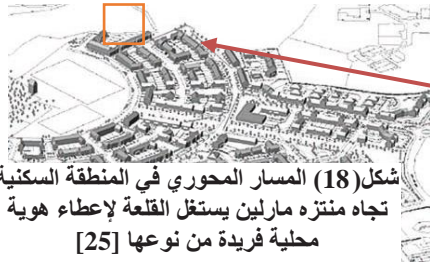 شكل(18) المسار المحوري في المنطقة السكنية
تجاه منتزه مارلين يستغل القلعة لإعطاء هوية
محلية فريدة من نوعها [25]